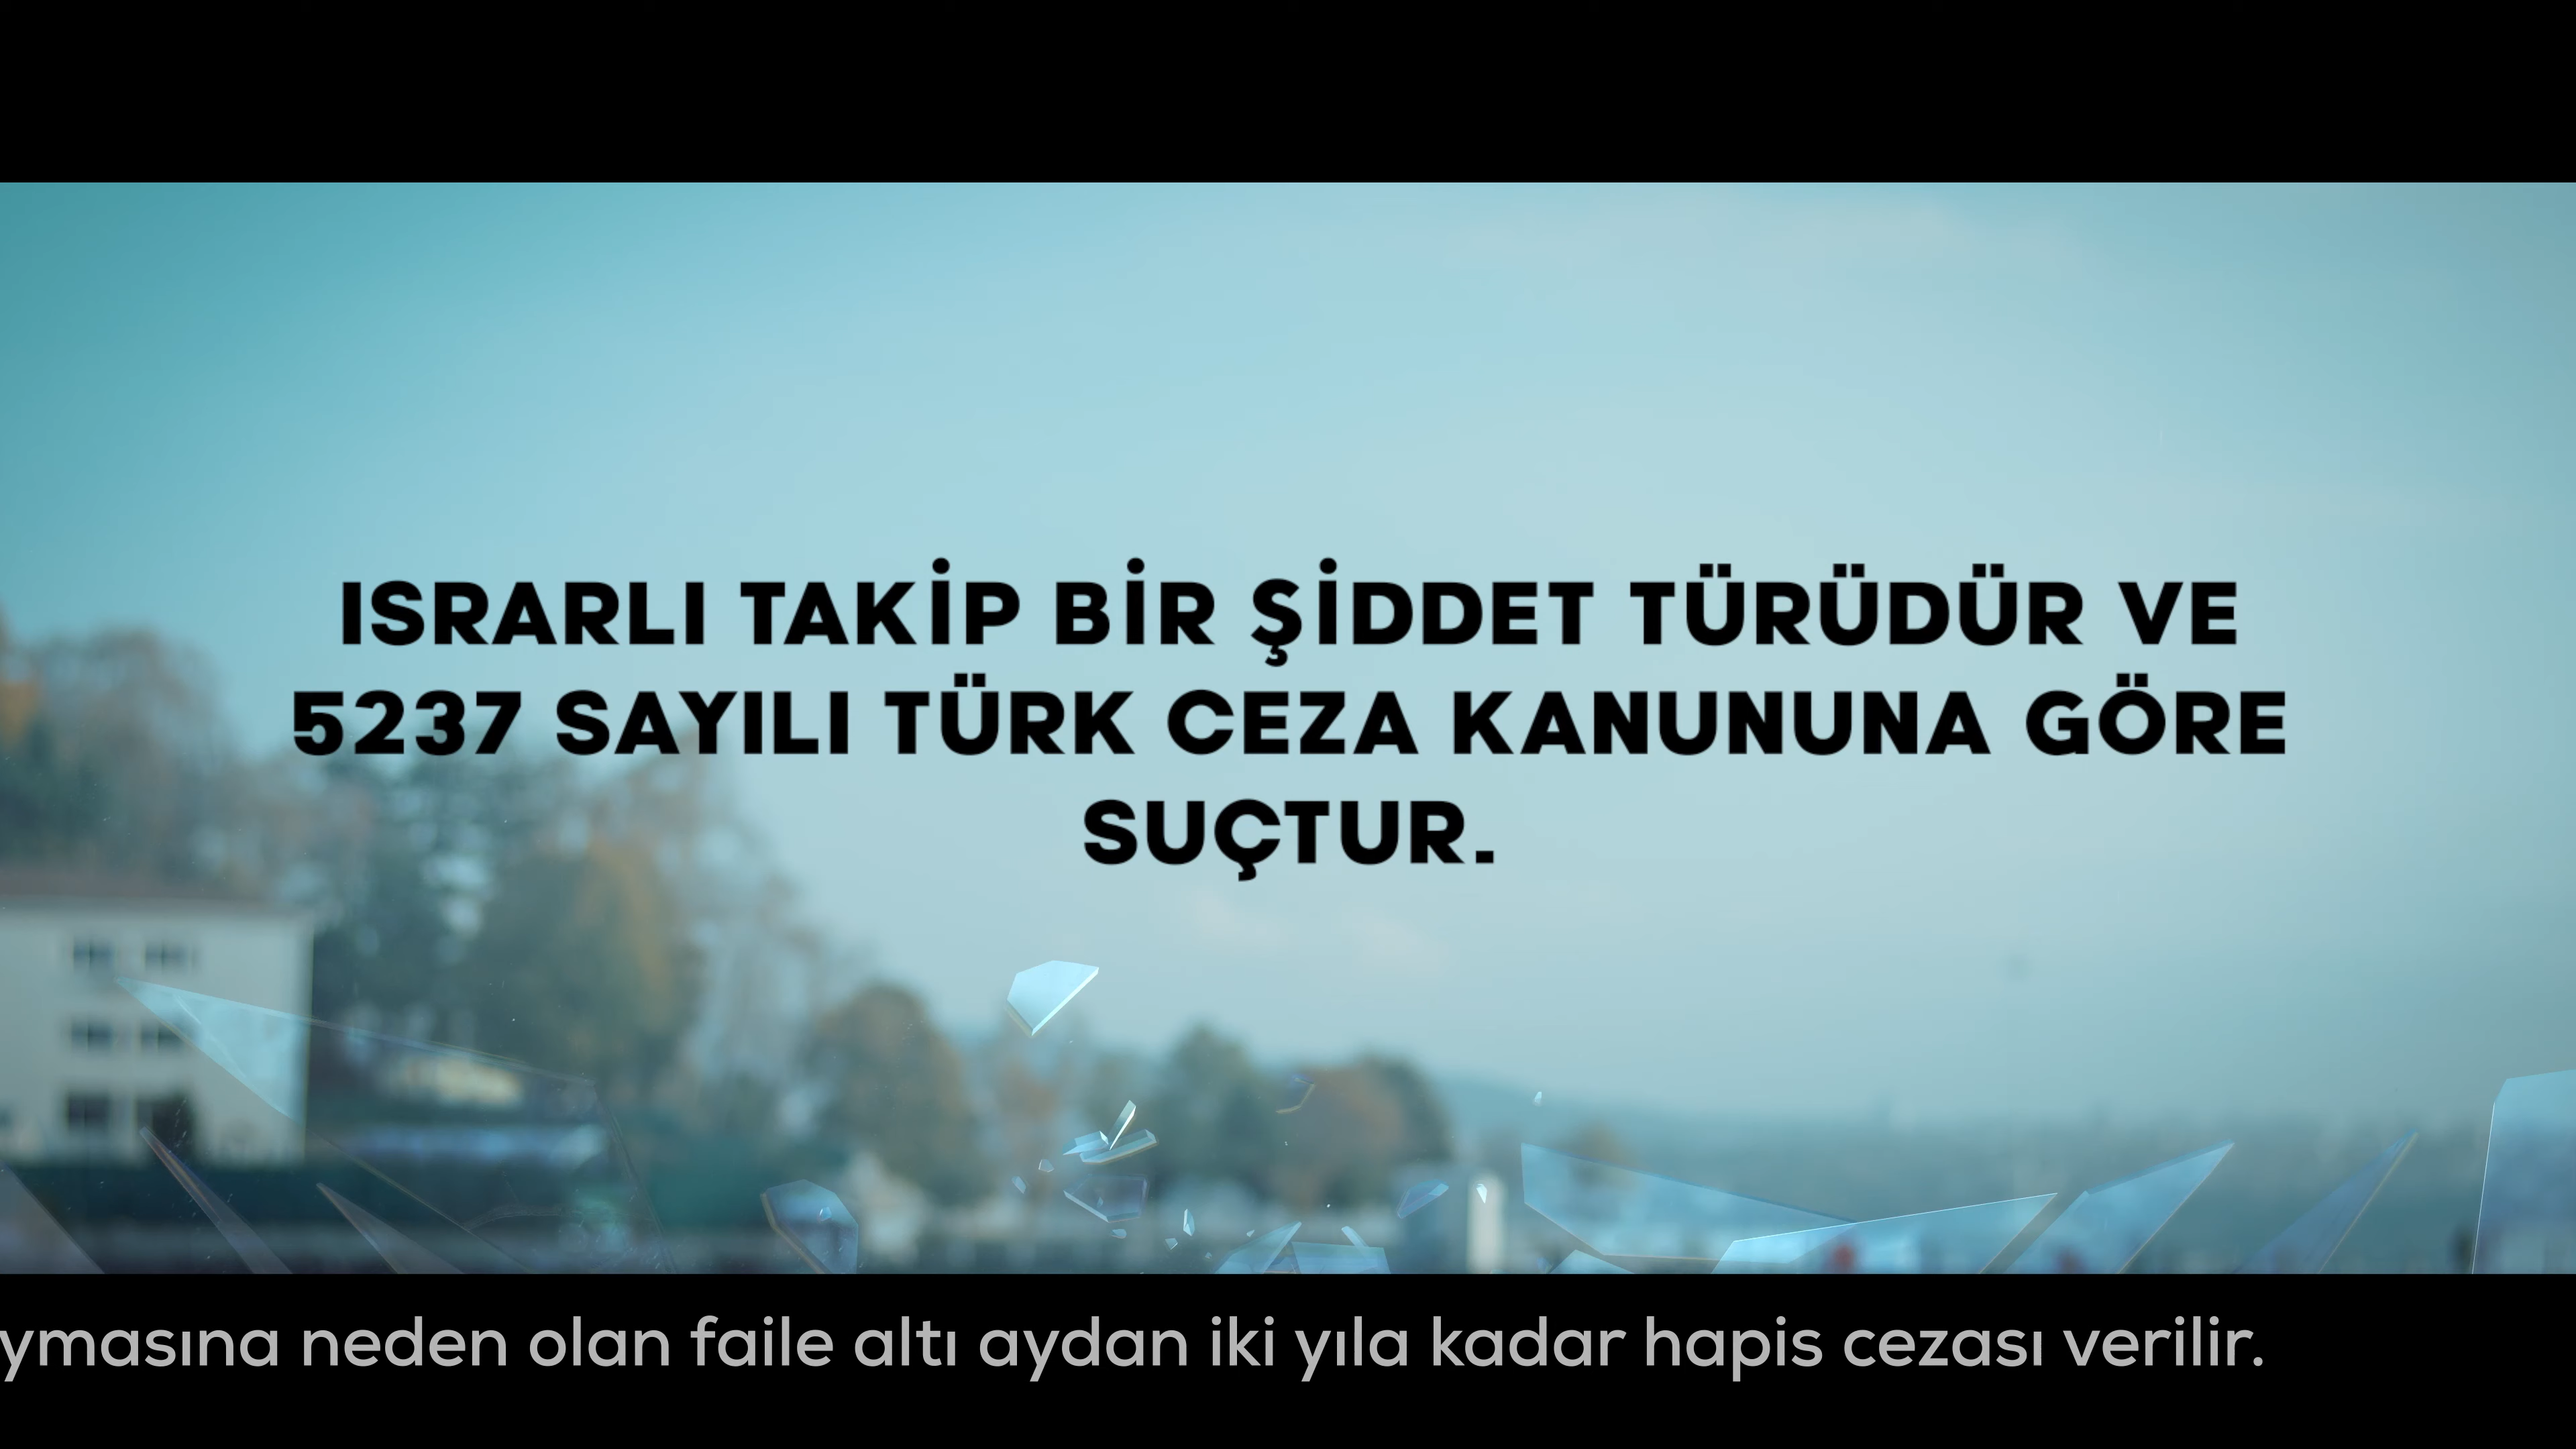 ISRARLI TAKİP BİR ŞİDDET TÜRÜDÜR VE
5237 SAYILI TÜRK CEZA KANUNUNA GÖRE
SUÇTUR.
ymasına neden olan faile altı aydan iki yıla kadar hapis cezası verilir.